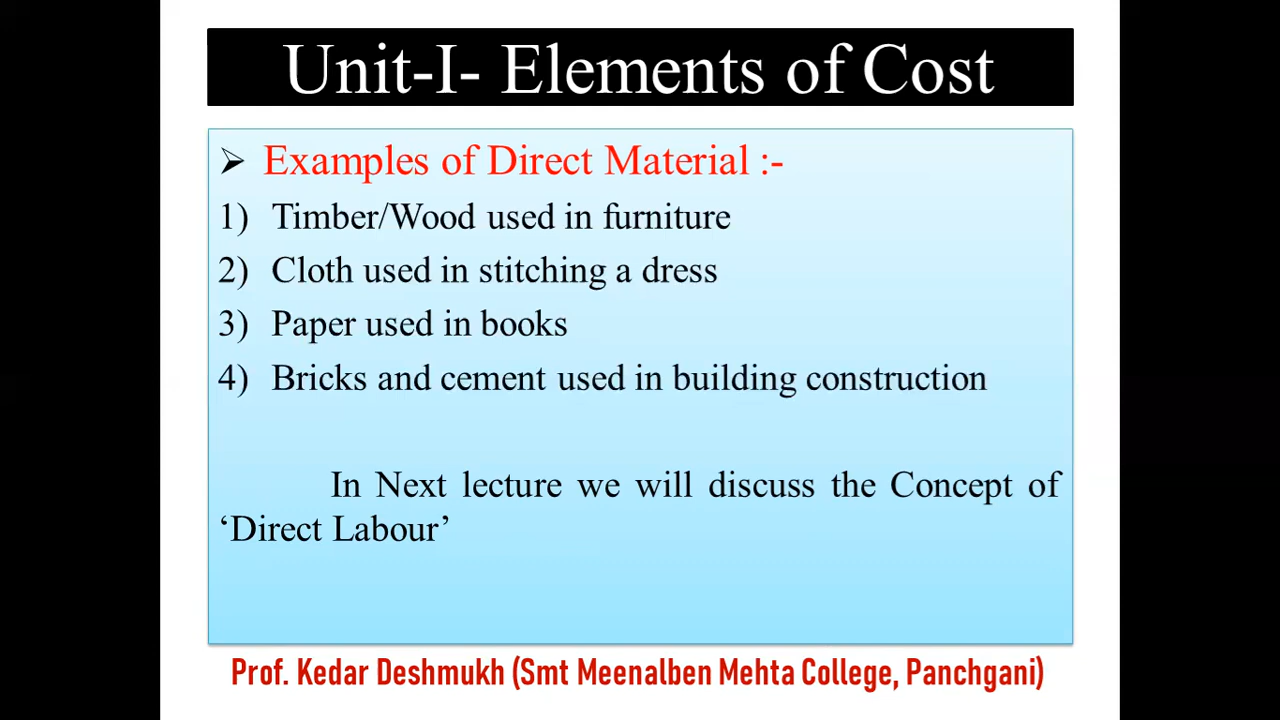 Unit-I- Elements of Cost
➢ Examples of Direct Material :-
1) Timber/Wood used in furniture
2) Cloth used in stitching a dress
3) Paper used in books
4) Bricks and cement used in building construction
In Next lecture we will discuss the Concept of
‘Direct Labour’
Prof. Kedar Deshmukh (Smt Meenalben Mehta College, Panchgani)